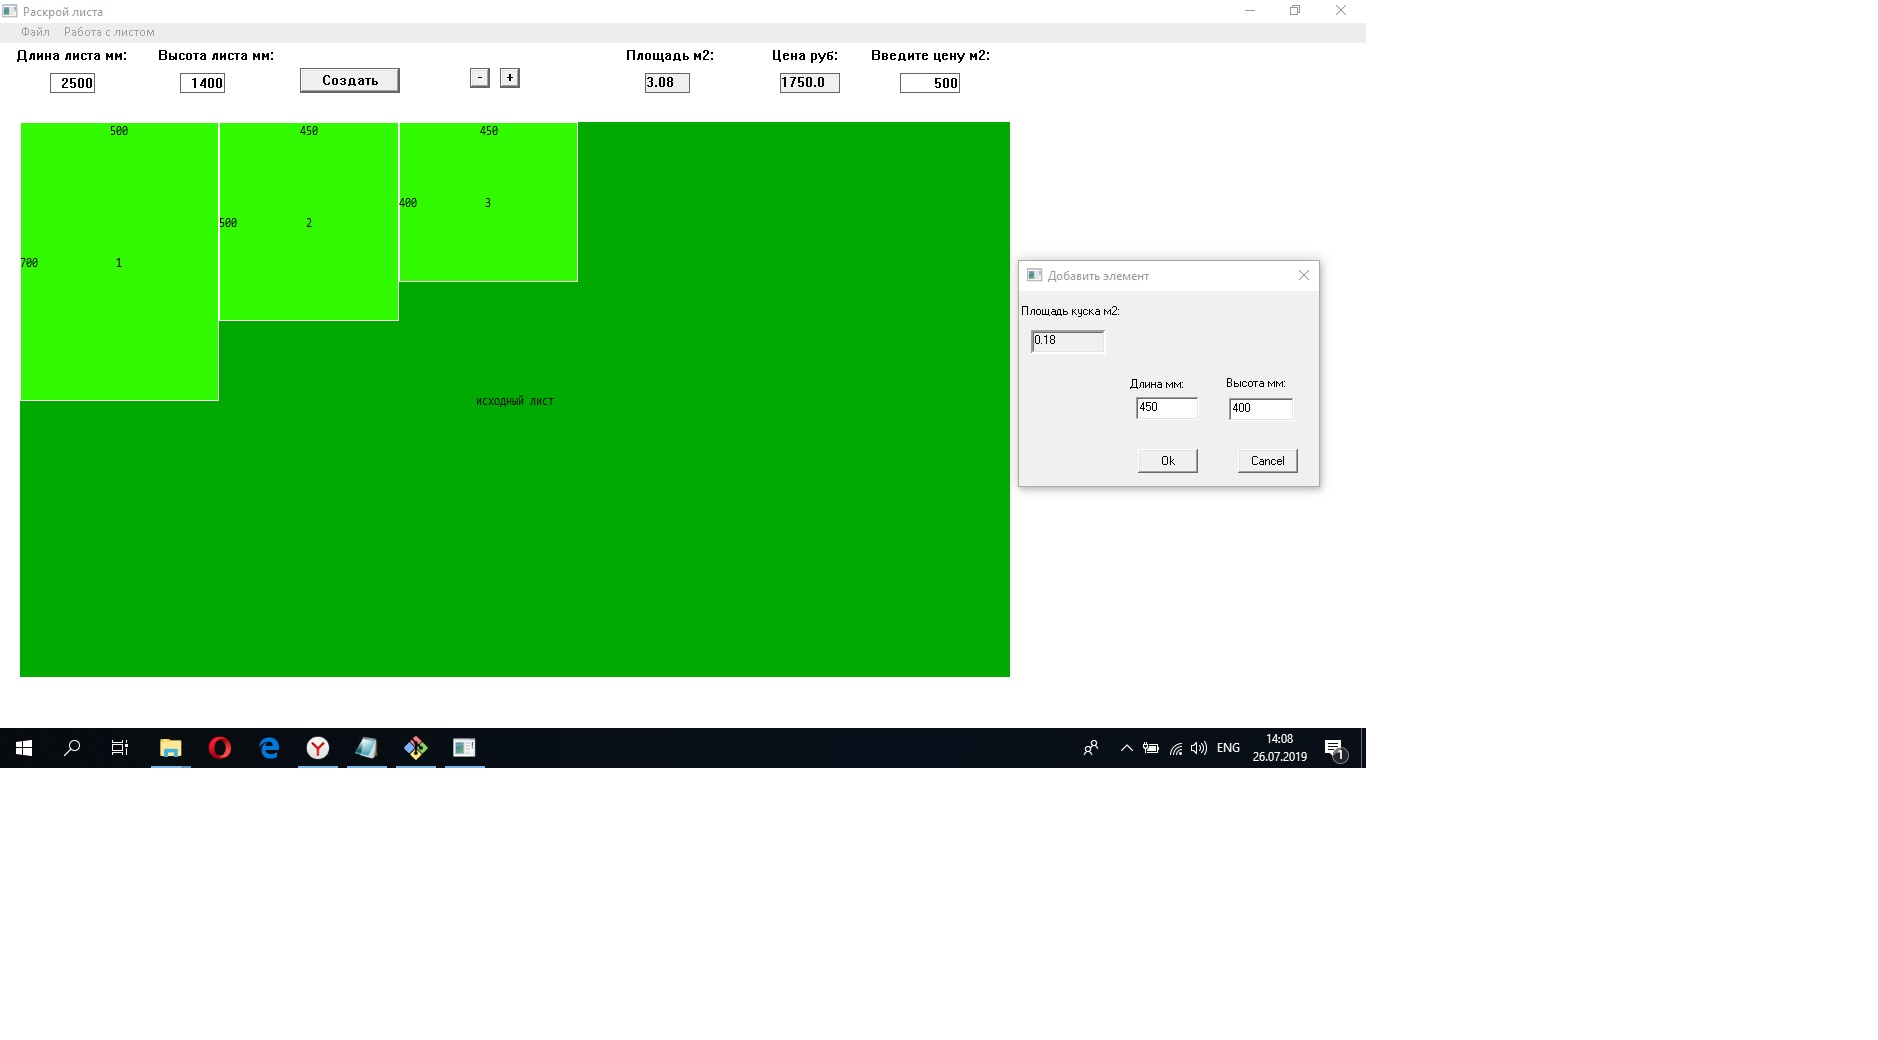 Раскрой листа
Файл Работа с листом
Длина листа мм: Высота листа мм: Площадь м2: Цена руб: Введите цену м2:
2500 1400 Создать - + 3.08 1750.0 500
500 450 450
400 3
500 2
700 1
исходный лист
Добавить элемент
Площадь куска м2:
0.18
Длина мм: Высота мм:
450 400
Ok Cancel
ENG
14:08
26.07.2019
1